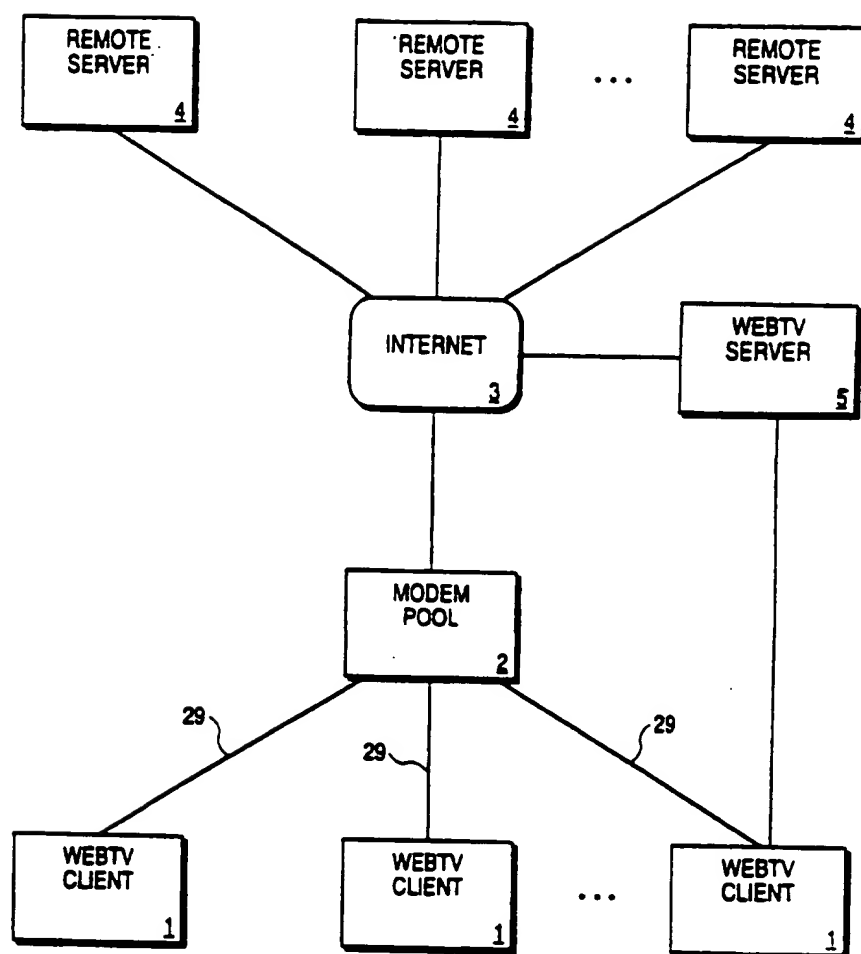 REMOTE
SERVER
4
REMOTE
SERVER
4
...
REMOTE
SERVER
4
INTERNET
3
WEBTV
SERVER
5
MODEM
POOL
2
29
29
29
WEBTV
CLIENT
1
WEBTV
CLIENT
1
...
WEBTV
CLIENT
1